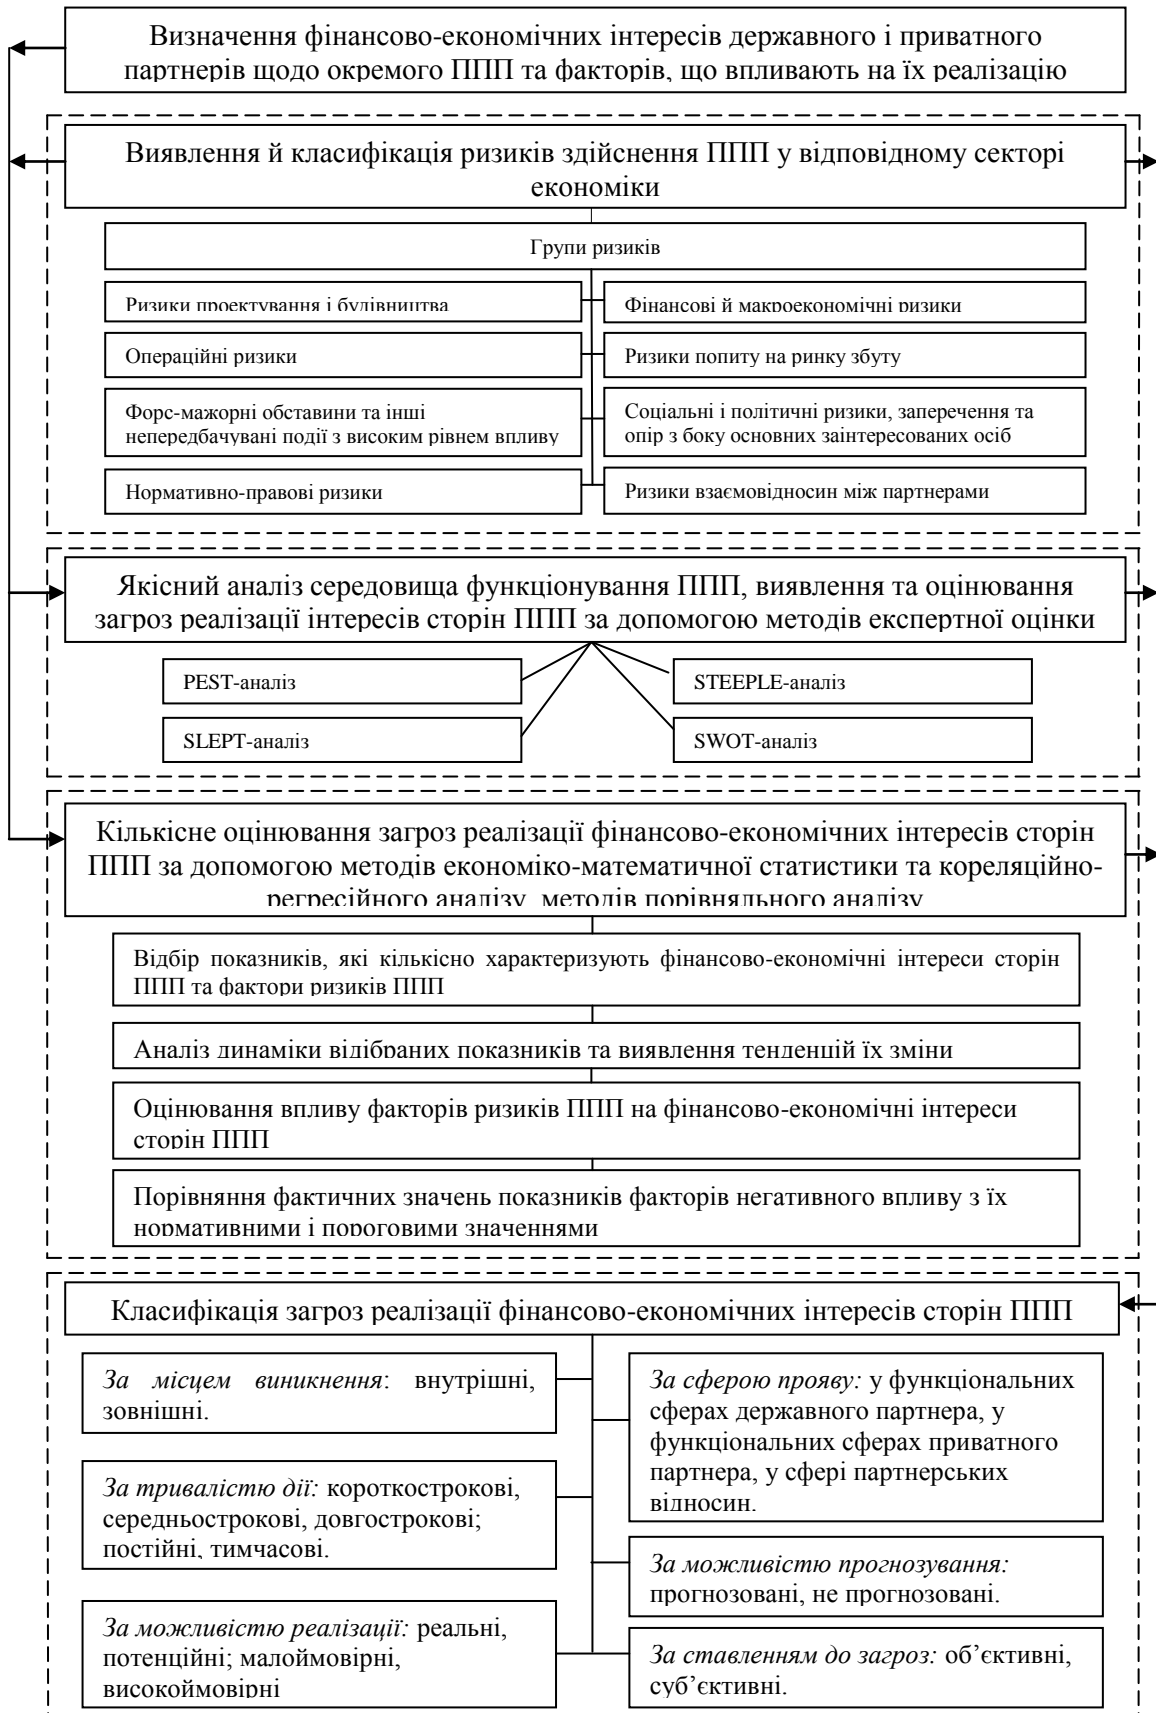 Визначення фінансово-економічних інтересів державного і приватного
партнерів щодо окремого ППП та факторів, що впливають на їх реалізацію
Виявлення й класифікація ризиків здійснення ППП у відповідному секторі
економіки
Групи ризиків
Ризики проектування і будівництва
Фінансові й макроекономічні ризики
Операційні ризики
Ризики попиту на ринку збуту
Форс-мажорні обставини та інші
непередбачувані події з високим рівнем впливу
Соціальні і політичні ризики, заперечення та
опір з боку основних заінтересованих осіб
Нормативно-правові ризики
Ризики взаємовідносин між партнерами
Якісний аналіз середовища функціонування ППП, виявлення та оцінювання
загроз реалізації інтересів сторін ППП за допомогою методів експертної оцінки
PEST-аналіз
STEEPLE-аналіз
SLEPT-аналіз
SWOT-аналіз
Кількісне оцінювання загроз реалізації фінансово-економічних інтересів сторін
ППП за допомогою методів економіко-математичної статистики та кореляційно-
регресійного аналізу, методів порівняльного аналізу
Відбір показників, які кількісно характеризують фінансово-економічні інтереси сторін
ППП та фактори ризиків ППП
Аналіз динаміки відібраних показників та виявлення тенденцій їх зміни
Оцінювання впливу факторів ризиків ППП на фінансово-економічні інтереси
сторін ППП
Порівняння фактичних значень показників факторів негативного впливу з їх
нормативними і пороговими значеннями
Класифікація загроз реалізації фінансово-економічних інтересів сторін ППП
За місцем виникнення: внутрішні,
зовнішні.
За сферою прояву: у функціональних
сферах державного партнера, у
функціональних сферах приватного
партнера, у сфері партнерських
відносин.
За тривалістю дії: короткострокові,
середньострокові, довгострокові;
постійні, тимчасові.
За можливістю прогнозування:
прогнозовані, не прогнозовані.
За можливістю реалізації: реальні,
потенційні; малоймовірні,
високоймовірні
За ставленням до загроз: об’єктивні,
суб’єктивні.